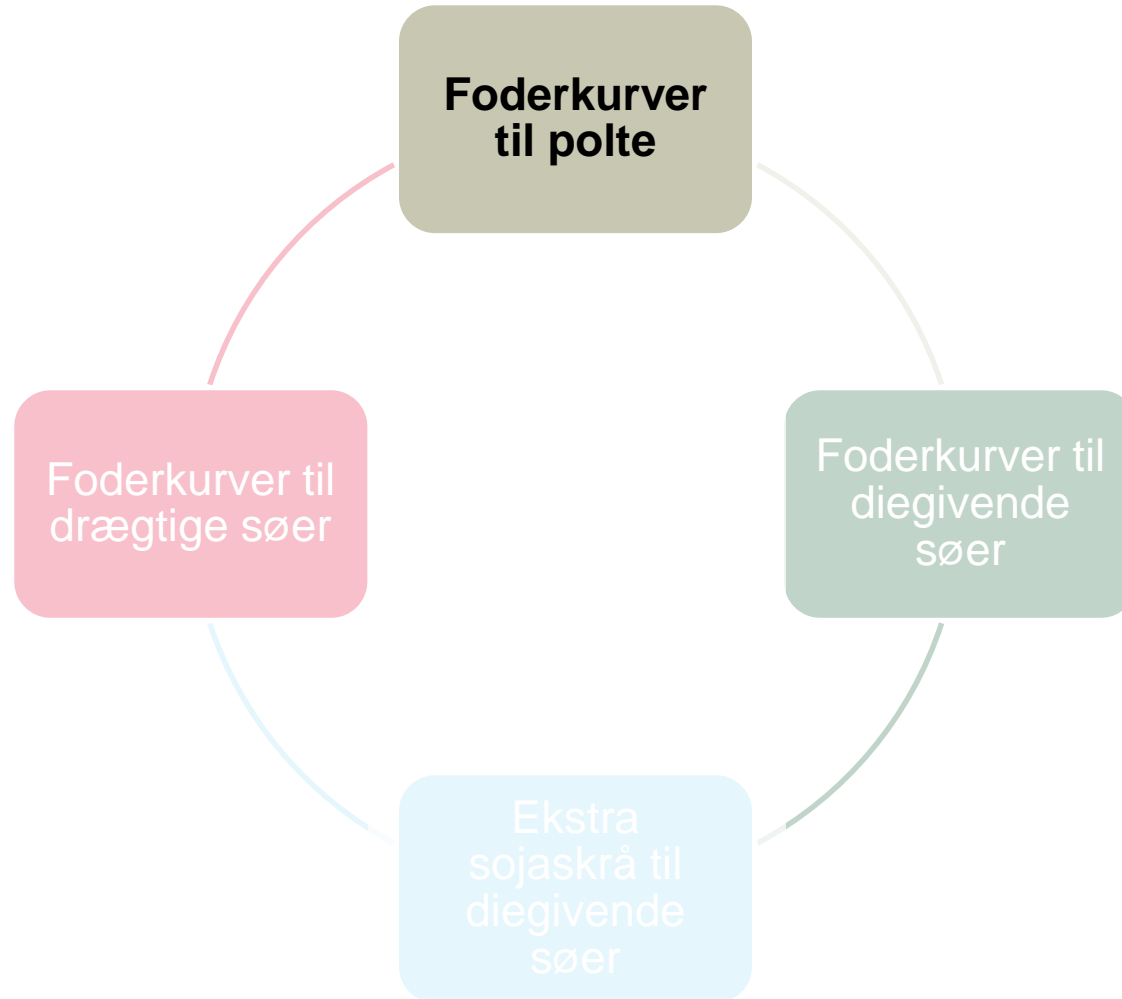 Foderkurver
til polte
Foderkurver til
drægtige søer
Foderkurver til
diegivende
søer
Ekstra
sojaskrå til
diegivende
søer